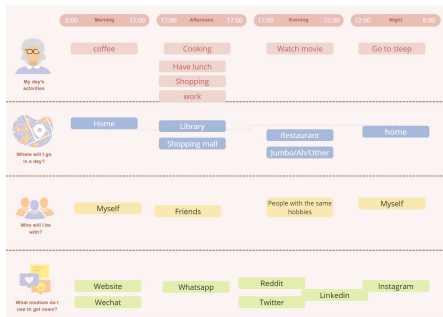 8:00 Morning 12:00
12:00 Afternoon 17:00
17:00 Evening 22:00
22:00 Night 8:00
My day's
activities
coffee
Cooking
Have lunch
Shopping
work
Watch movie
Go to sleep
Where will I go
in a day?
Home
Library
Shopping mall
Restaurant
Jumbo/Ah/Other
home
Who will I be
with?
Myself
Friends
People with the same
hobbies
Myself
What medium do I
use to get news?
Website
Wechat
Whatsapp
Reddit
Twitter
Linkedin
Instagram